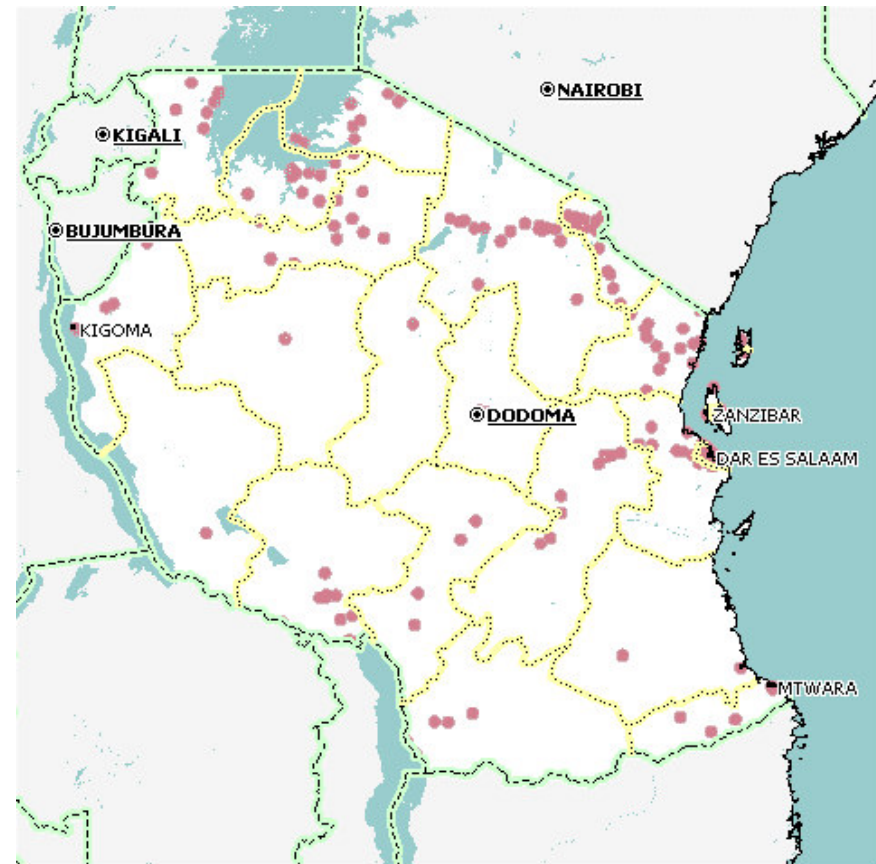 NAIROBI
KIGALI
BUJUMBURA
KIGOMA
DODOMA
ZANZIBAR
DAR ES SALAAM
MTWARA